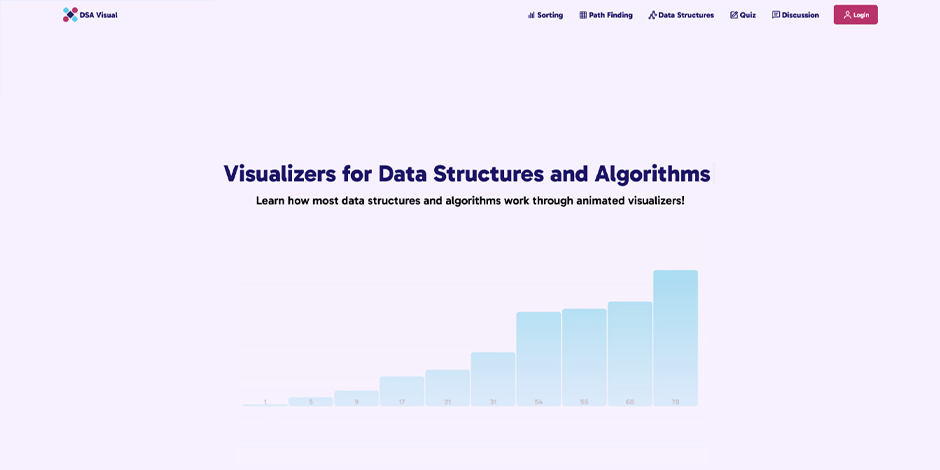 DSA Visual
Sorting Path Finding Data Structures Quiz Discussion Login
Visualizers for Data Structures and Algorithms
Learn how most data structures and algorithms work through animated visualizers!
1 5 9 17 21 31 54 56 60 78